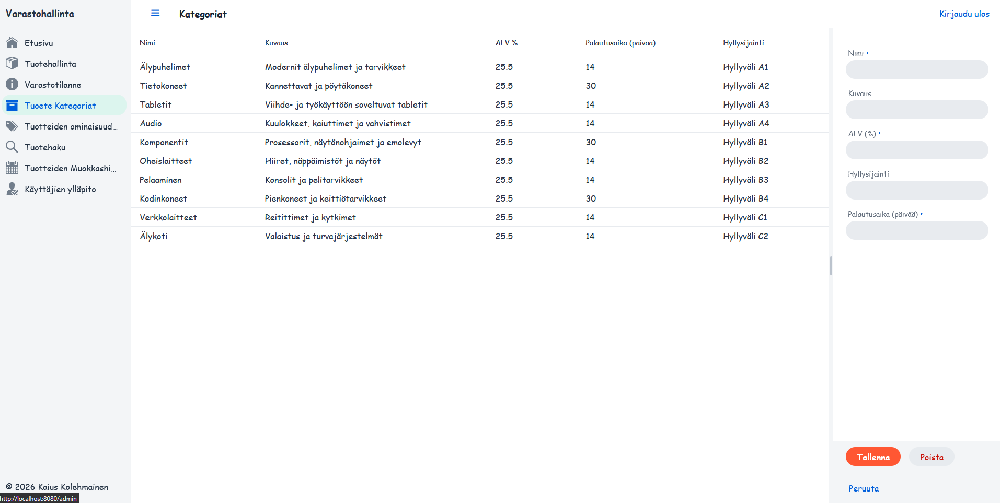 Varastohallinta
Etusivu
Tuotehallinta
Varastotilanne
Tuoete Kategoriat
Tuotteiden ominaisuud...
Tuotehaku
Tuotteiden Muokkashi...
Käyttäjien ylläpito
© 2026 Kaius Kolehmainen
http://localhost:8080/admin
Kategoriat
Kirjaudu ulos
Nimi Kuvaus ALV % Palautusaika (päivää) Hyllysijainti
Älypuhelimet Modernit älypuhelimet ja tarvikkeet 25.5 14 Hyllyväli A1
Tietokoneet Kannettavat ja pöytäkoneet 25.5 30 Hyllyväli A2
Tabletit Viihde- ja työkäyttöön soveltuvat tabletit 25.5 14 Hyllyväli A3
Audio Kuulokkeet, kaiuttimet ja vahvistimet 25.5 14 Hyllyväli A4
Komponentit Prosessorit, näytönohjaimet ja emolevyt 25.5 30 Hyllyväli B1
Oheislaitteet Hiiret, näppäimistöt ja näytöt 25.5 14 Hyllyväli B2
Pelaaminen Konsolit ja pelitarvikkeet 25.5 14 Hyllyväli B3
Kodinkoneet Pienkoneet ja keittiötarvikkeet 25.5 30 Hyllyväli B4
Verkkolaitteet Reitittimet ja kytkimet 25.5 14 Hyllyväli C1
Älykoti Valaistus ja turvajärjestelmät 25.5 14 Hyllyväli C2
Nimi •
Kuvaus
ALV (%) •
Hyllysijainti
Palautusaika (päivää) •
Tallenna Poista
Peruuta